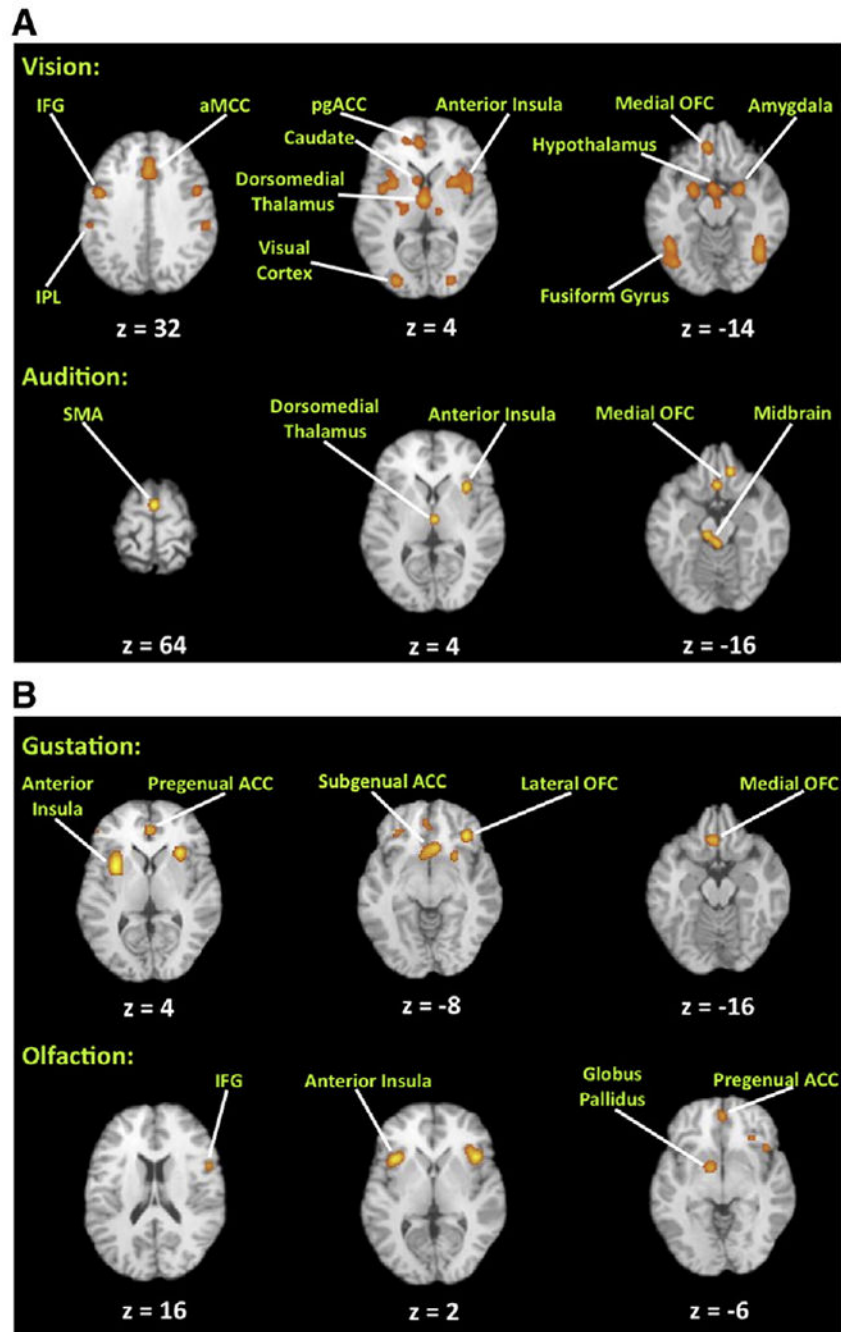 A
Vision:
IFG
aMCC
IPL
z = 32
pgACC
Anterior Insula
Caudate
Dorsomedial
Thalamus
Visual
Cortex
z = 4
Medial OFC
Amygdala
Hypothalamus
Fusiform Gyrus
z = -14
Audition:
SMA
z = 64
Dorsomedial
Thalamus
Anterior Insula
z = 4
Medial OFC
Midbrain
z = -16
B
Gustation:
Anterior
Insula
Pregenual ACC
z = 4
Subgenual ACC
Lateral OFC
z = -8
Medial OFC
z = -16
Olfaction:
IFG
z = 16
Anterior Insula
z = 2
Globus
Pallidus
Pregenual ACC
z = -6